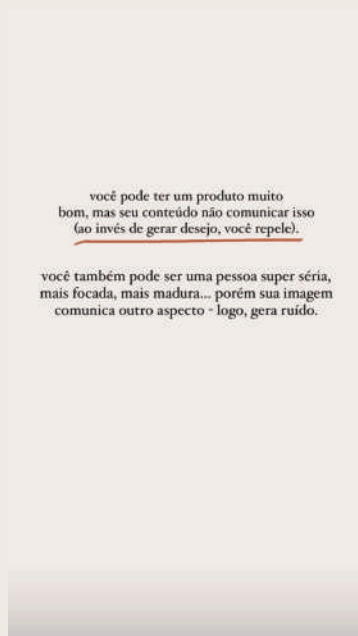 você pode ter um produto muito
bom, mas seu conteúdo não comunicar isso
(ao invés de gerar desejo, você repele).
você também pode ser uma pessoa super séria,
mais focada, mais madura... porém sua imagem
comunica outro aspecto - logo, gera ruído.